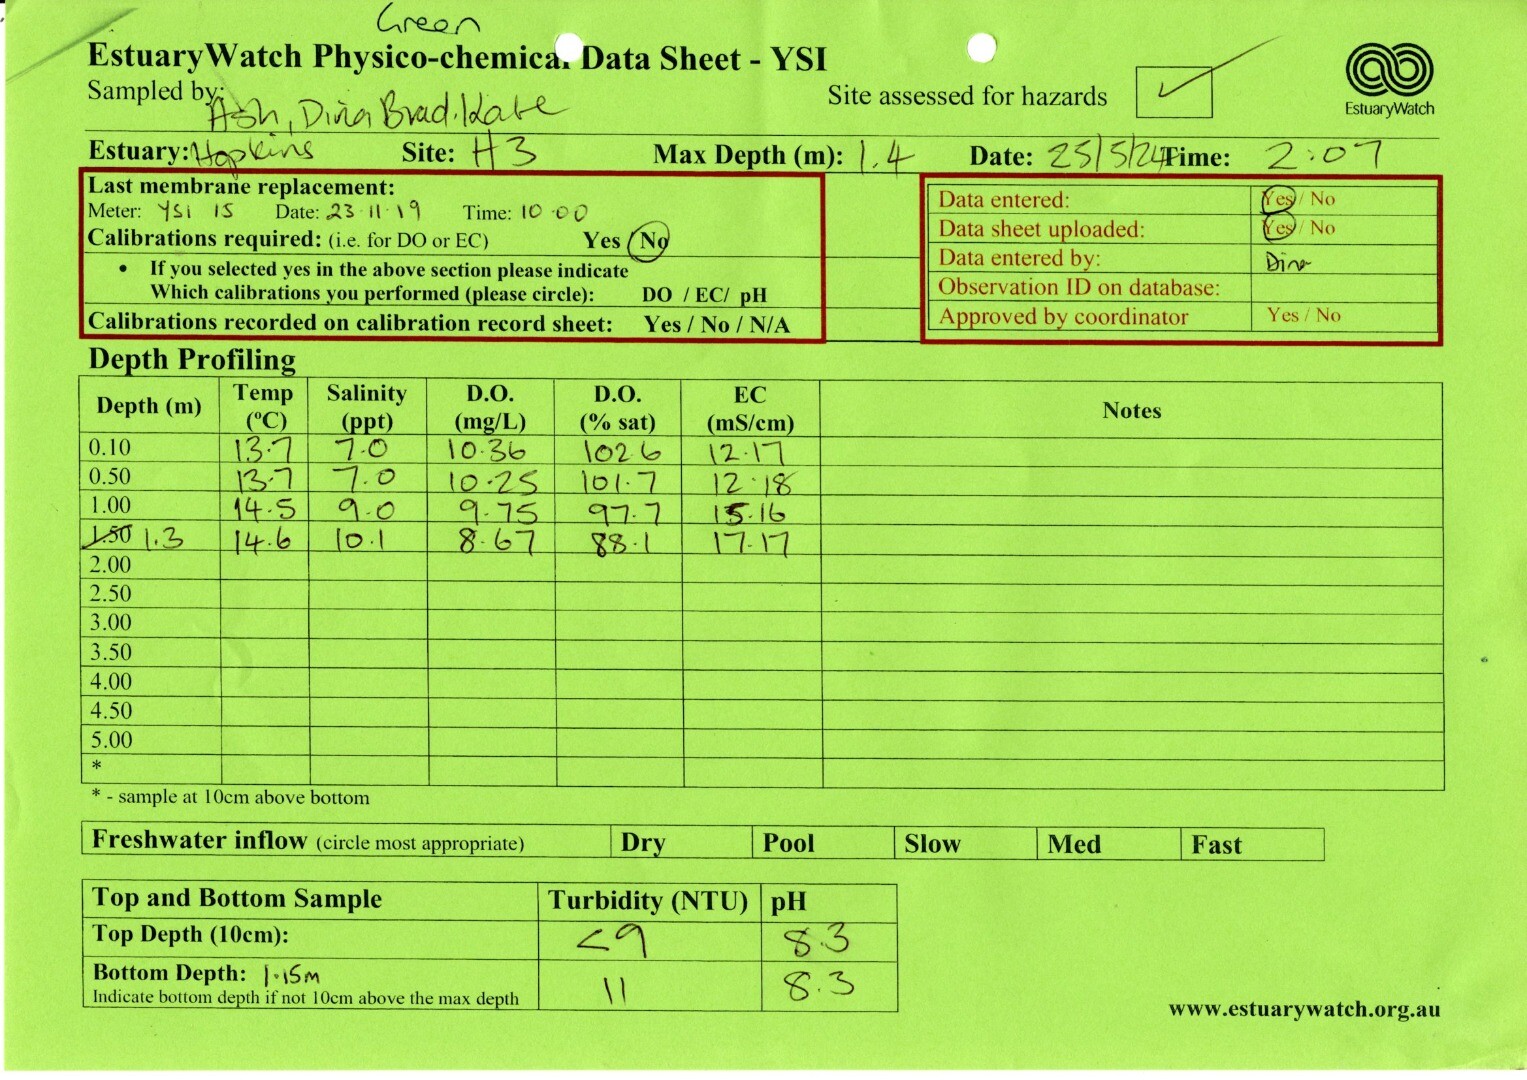 Green
EstuaryWatch Physico-chemical Data Sheet - YSI
Sampled by: Ash, Dina Brad. Kate
Site assessed for hazards ✓
EstuaryWatch
Estuary: Hopkins Site: H3 Max Depth (m): 1.4 Date: 25/5/24 Time: 2:07
Last membrane replacement:
Meter: YSI 15 Date: 23.11.19 Time: 10.00
Calibrations required: (i.e. for DO or EC) Yes / No
• If you selected yes in the above section please indicate
Which calibrations you performed (please circle): DO / EC/ pH
Calibrations recorded on calibration record sheet: Yes / No / N/A
Data entered: Yes / No
Data sheet uploaded: Yes / No
Data entered by: Dina
Observation ID on database:
Approved by coordinator Yes / No
Depth Profiling
Depth (m) Temp (ºC) Salinity (ppt) D.O. (mg/L) D.O. (% sat) EC (mS/cm) Notes
0.10 13.7 7.0 10.36 102.6 12.17
0.50 13.7 7.0 10.25 101.7 12.18
1.00 14.5 9.0 9.75 97.7 15.16
1.50 1.3 14.6 10.1 8.67 88.1 17.17
2.00
2.50
3.00
3.50
4.00
4.50
5.00
*
* - sample at 10cm above bottom
Freshwater inflow (circle most appropriate) Dry Pool Slow Med Fast
Top and Bottom Sample Turbidity (NTU) pH
Top Depth (10cm): <9 8.3
Bottom Depth: 1.15m 11 8.3
Indicate bottom depth if not 10cm above the max depth
www.estuarywatch.org.au